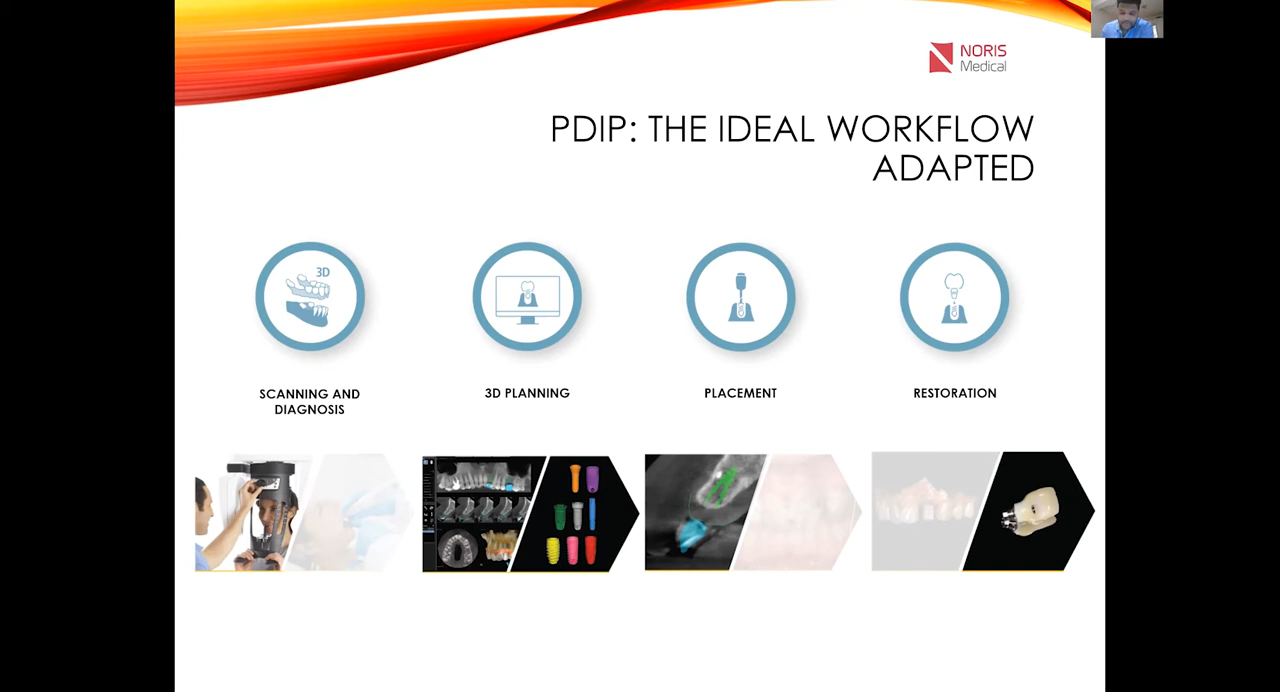 NORIS
Medical
PDIP: THE IDEAL WORKFLOW
ADAPTED
3D
SCANNING AND
DIAGNOSIS
3D PLANNING
PLACEMENT
RESTORATION